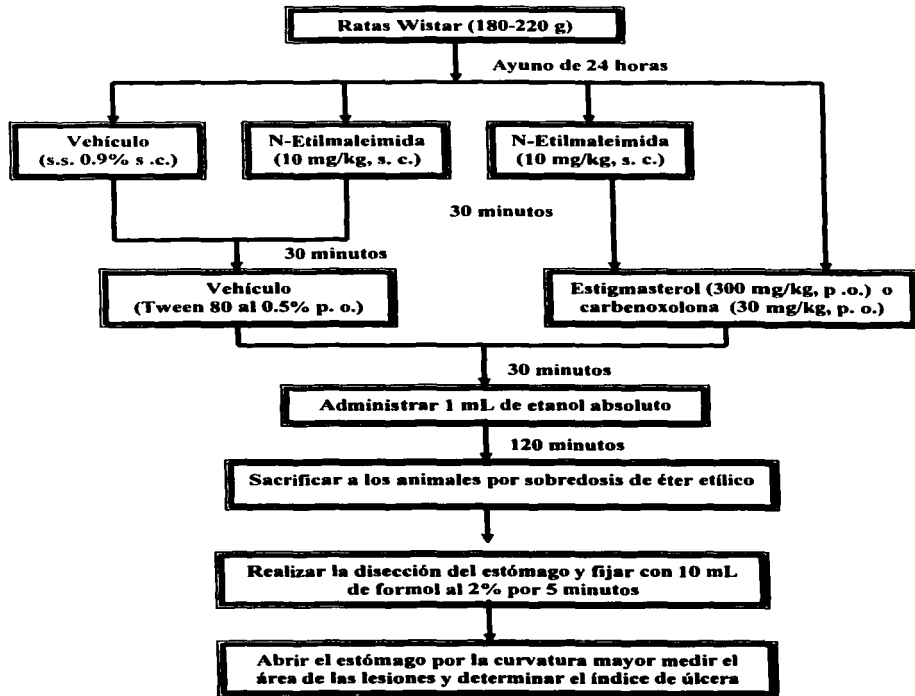 Ratas Wistar (180-220 g)
Ayuno de 24 horas
Vehículo
(s.s. 0.9% s .c.)
N-Etilmaleimida
(10 mg/kg, s. c.)
N-Etilmaleimida
(10 mg/kg, s. c.)
30 minutos
30 minutos
Vehículo
(Tween 80 al 0.5% p. o.)
Estigmasterol (300 mg/kg, p .o.) o
carbenoxolona (30 mg/kg, p. o.)
30 minutos
Administrar 1 mL de etanol absoluto
120 minutos
Sacrificar a los animales por sobredosis de éter etílico
Realizar la disección del estómago y fijar con 10 mL
de formol al 2% por 5 minutos
Abrir el estómago por la curvatura mayor medir el
área de las lesiones y determinar el índice de úlcera